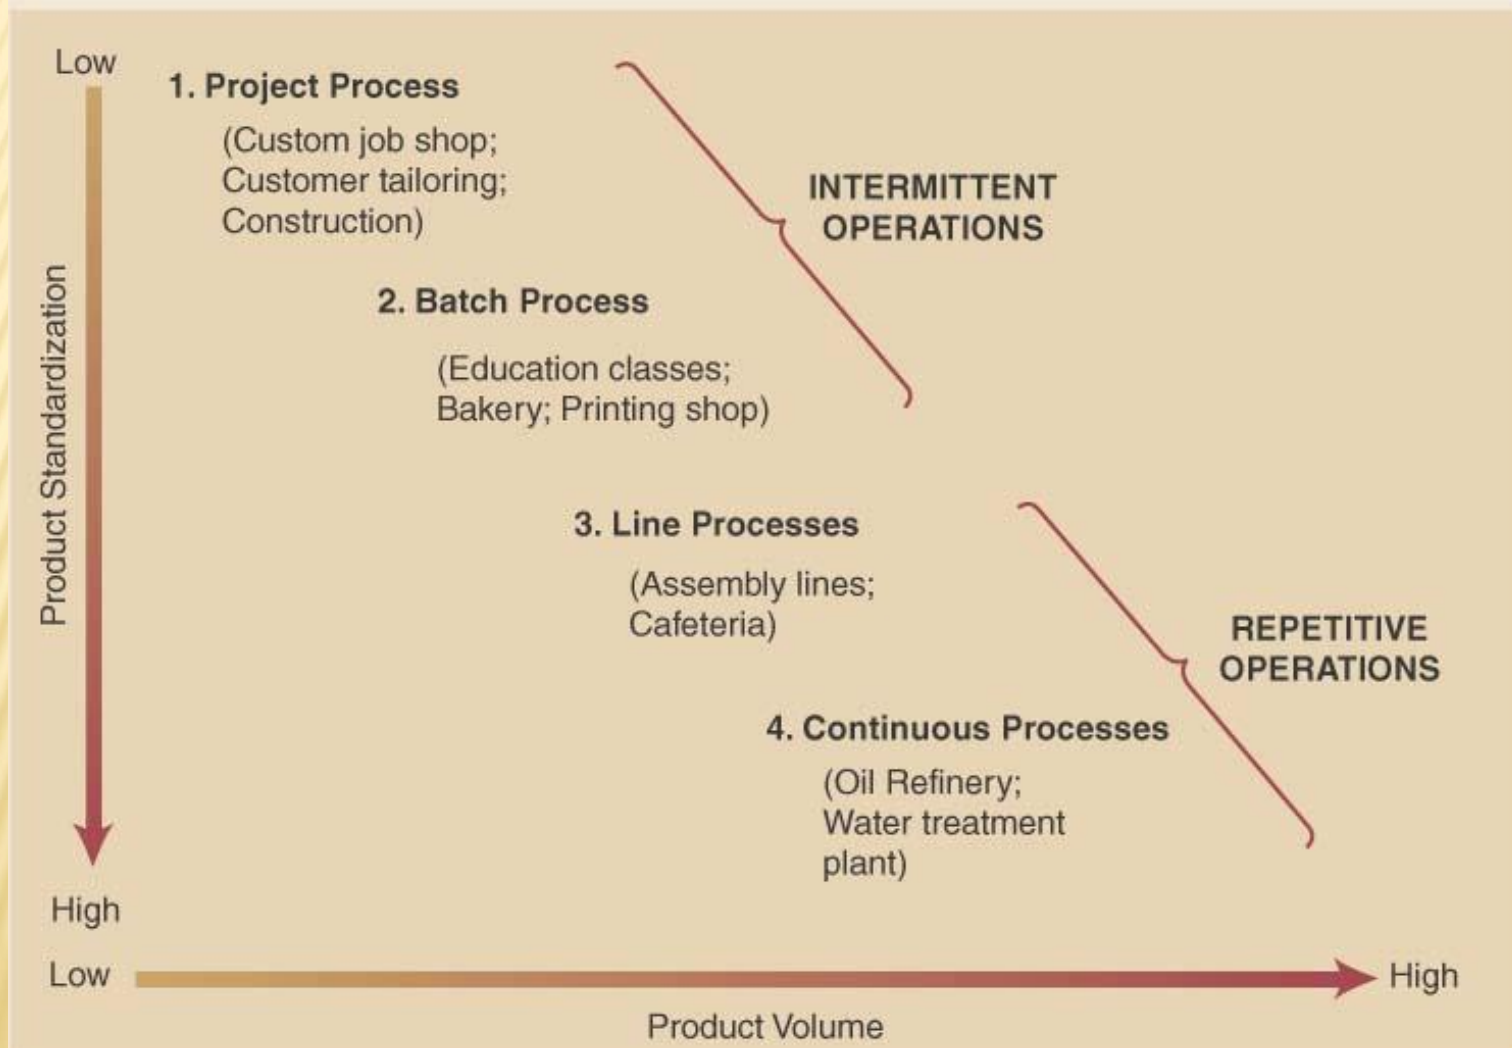 Low
1. Project Process
(Custom job shop;
Customer tailoring;
Construction)
INTERMITTENT
OPERATIONS
2. Batch Process
(Education classes;
Bakery; Printing shop)
Product Standardization
3. Line Processes
(Assembly lines;
Cafeteria)
REPETITIVE
OPERATIONS
4. Continuous Processes
(Oil Refinery;
Water treatment
plant)
High
Low
High
Product Volume